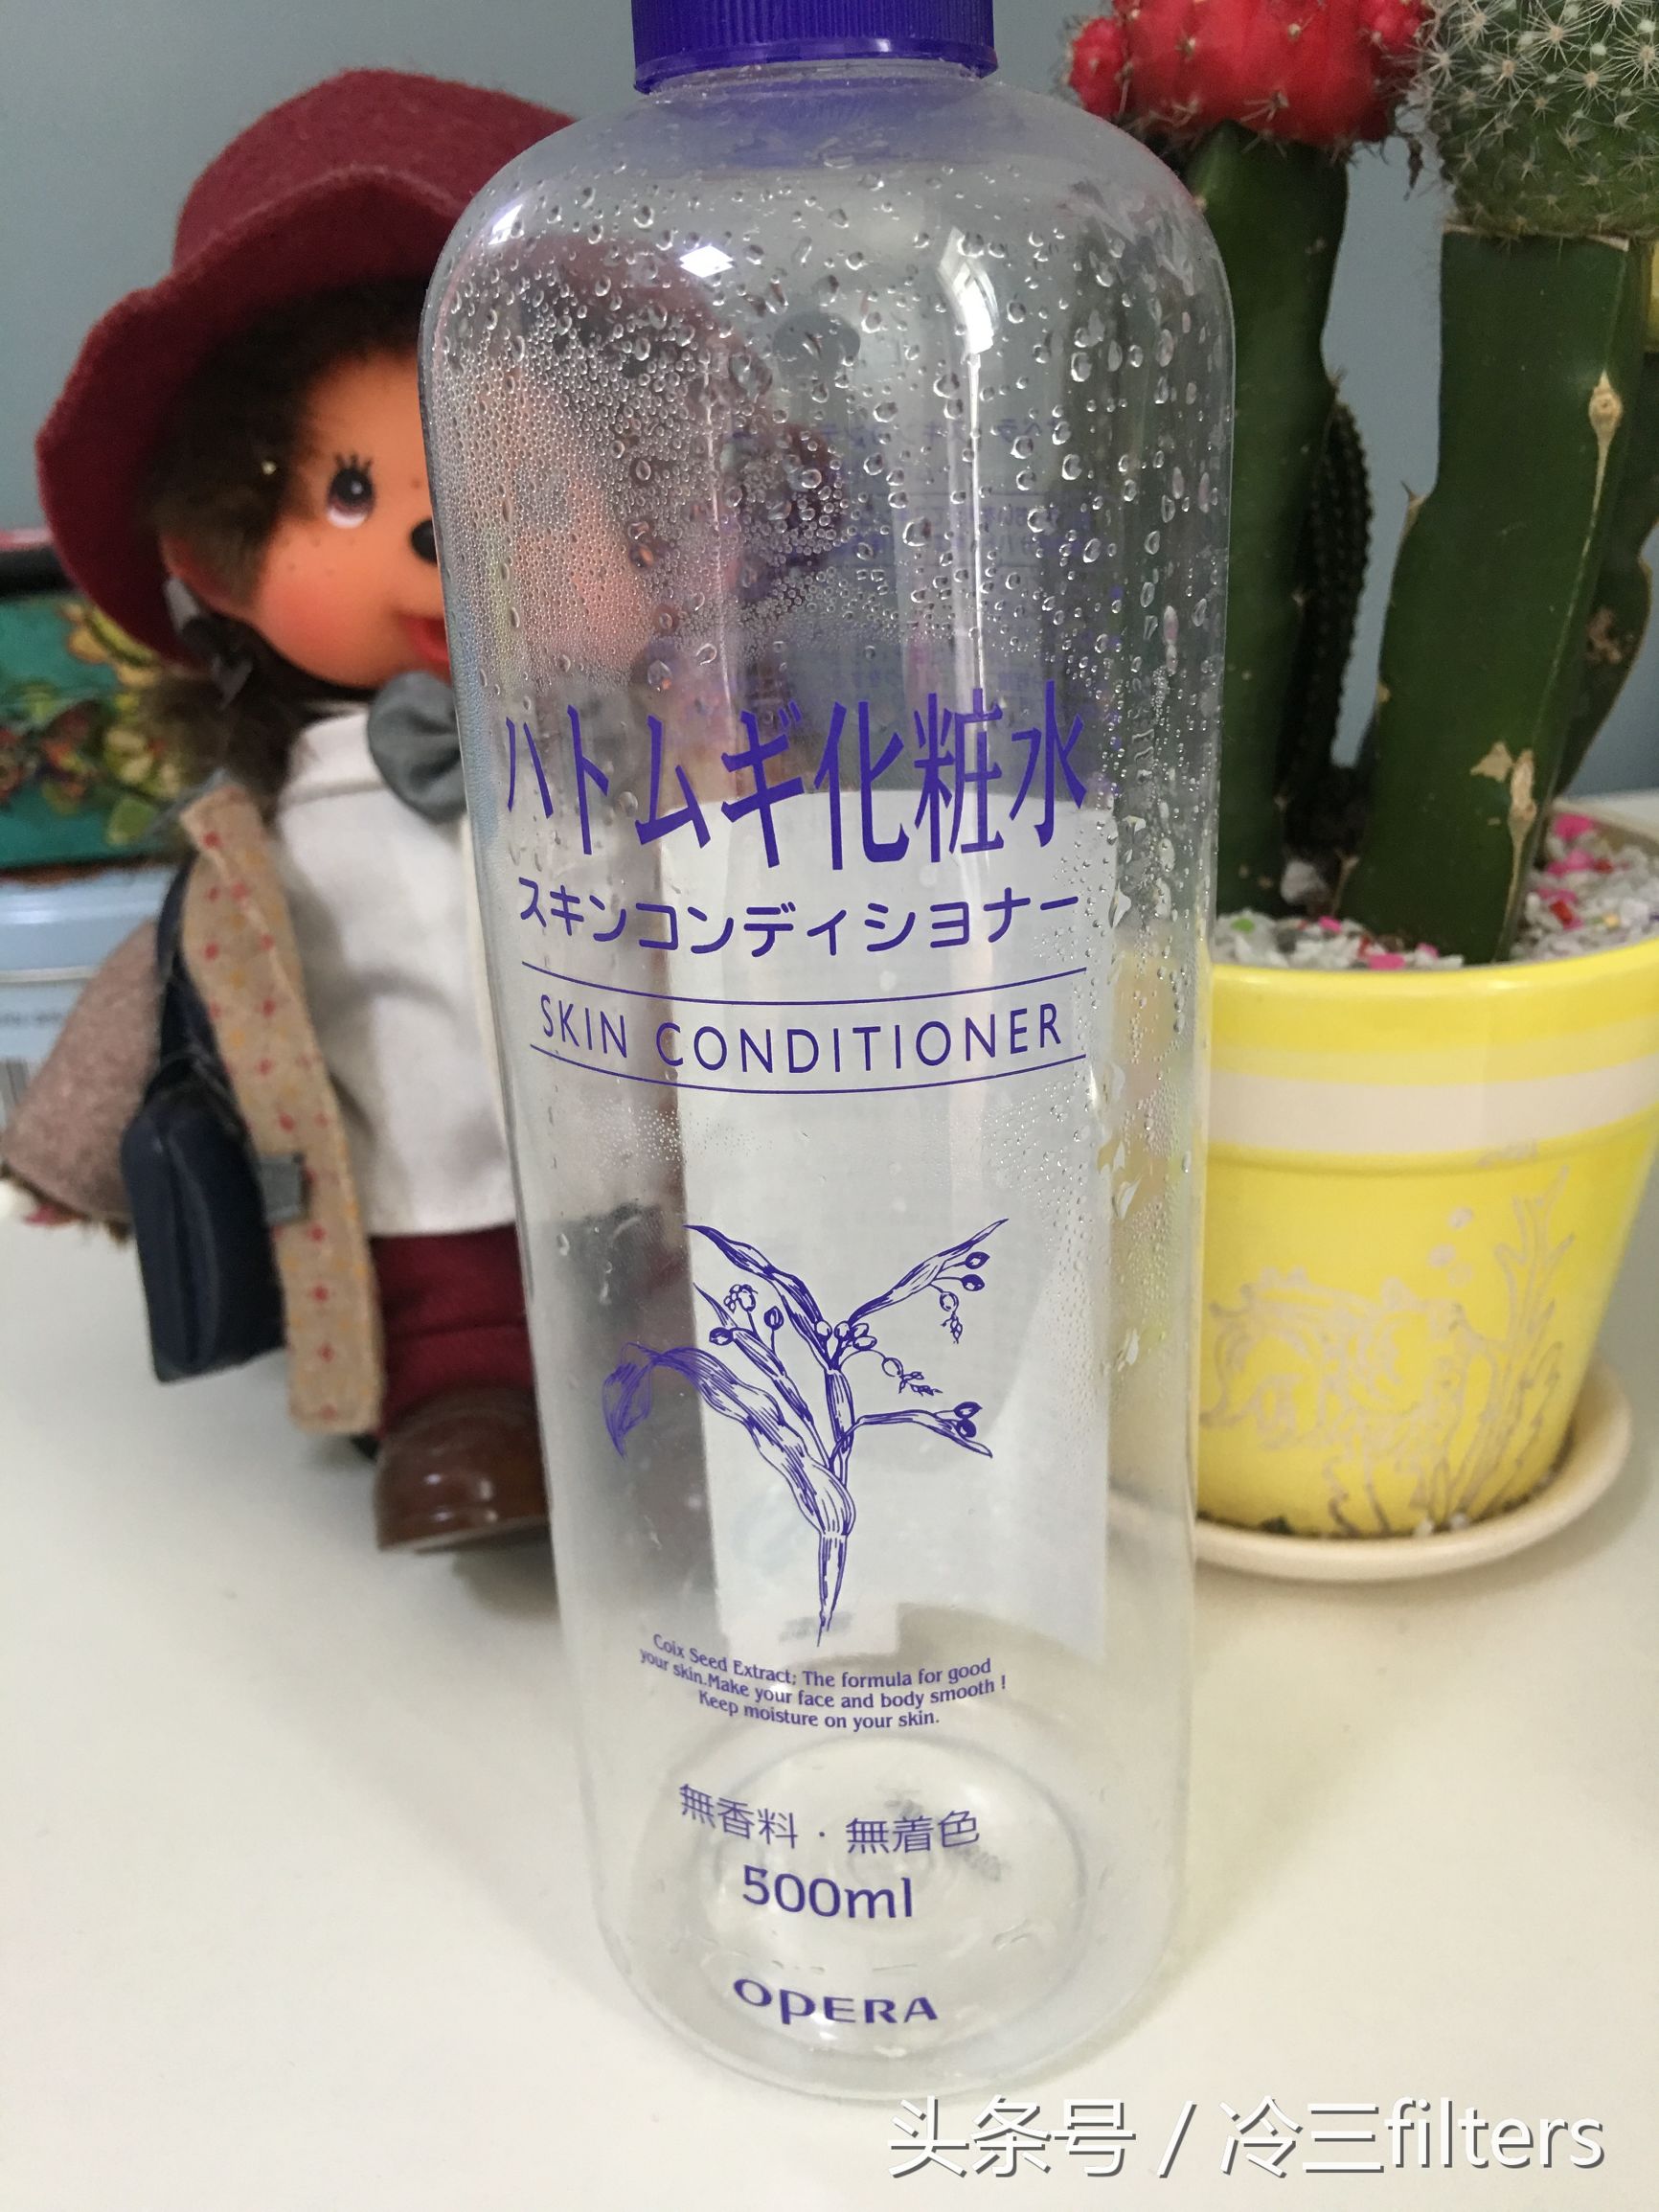 ハトムギ化粧水
スキンコンディショナー
SKIN CONDITIONER
Coix Seed Extract; The formula for good
your skin.Make your face and body smooth !
Keep moisture on your skin.
無香料・無着色
500ml
OPERA
头条号 / 冷三filters